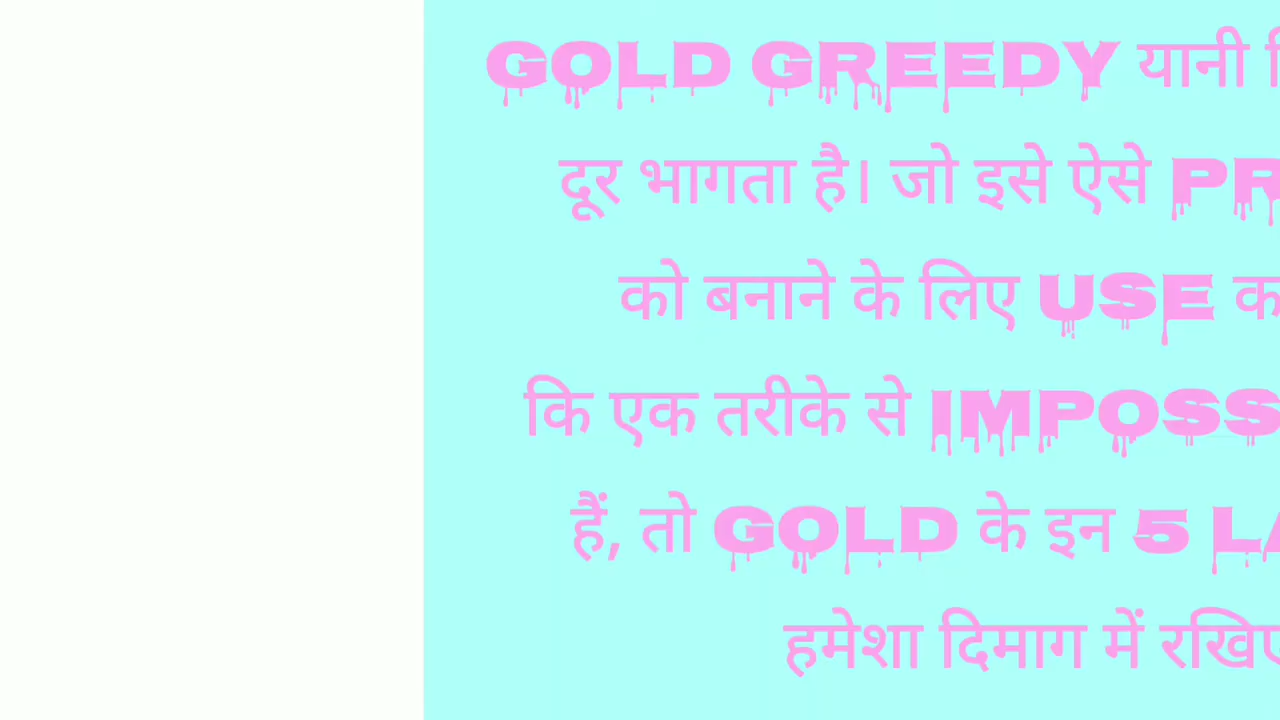 GOLD GREEDY यानी
दूर भागता है। जो इसे ऐसे
को बनाने के लिए USE
कि एक तरीके से
हैं, तो GOLD के इन 5
हमेशा दिमाग में